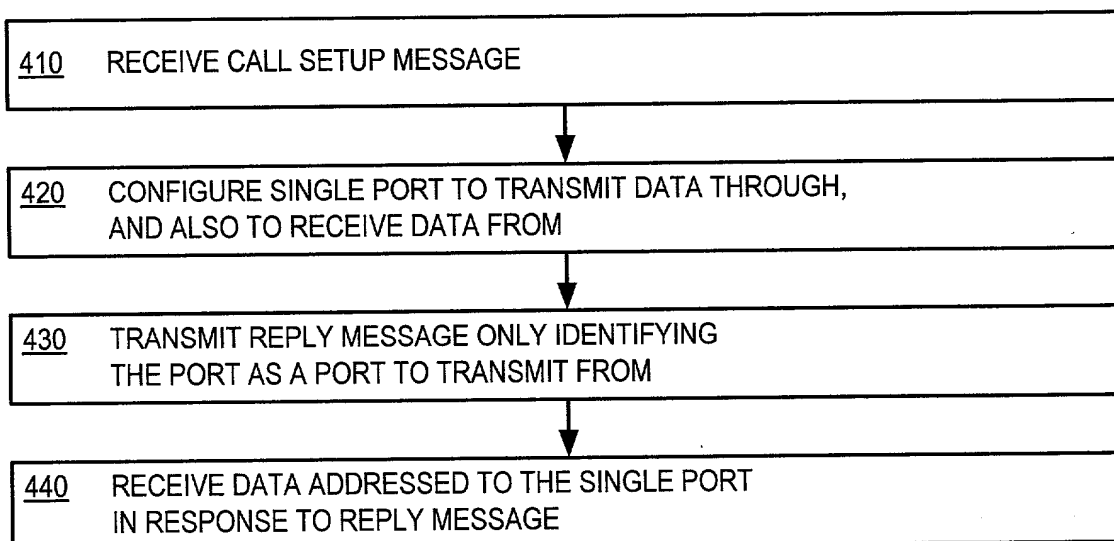 410 RECEIVE CALL SETUP MESSAGE
420 CONFIGURE SINGLE PORT TO TRANSMIT DATA THROUGH,
AND ALSO TO RECEIVE DATA FROM
430 TRANSMIT REPLY MESSAGE ONLY IDENTIFYING
THE PORT AS A PORT TO TRANSMIT FROM
440 RECEIVE DATA ADDRESSED TO THE SINGLE PORT
IN RESPONSE TO REPLY MESSAGE